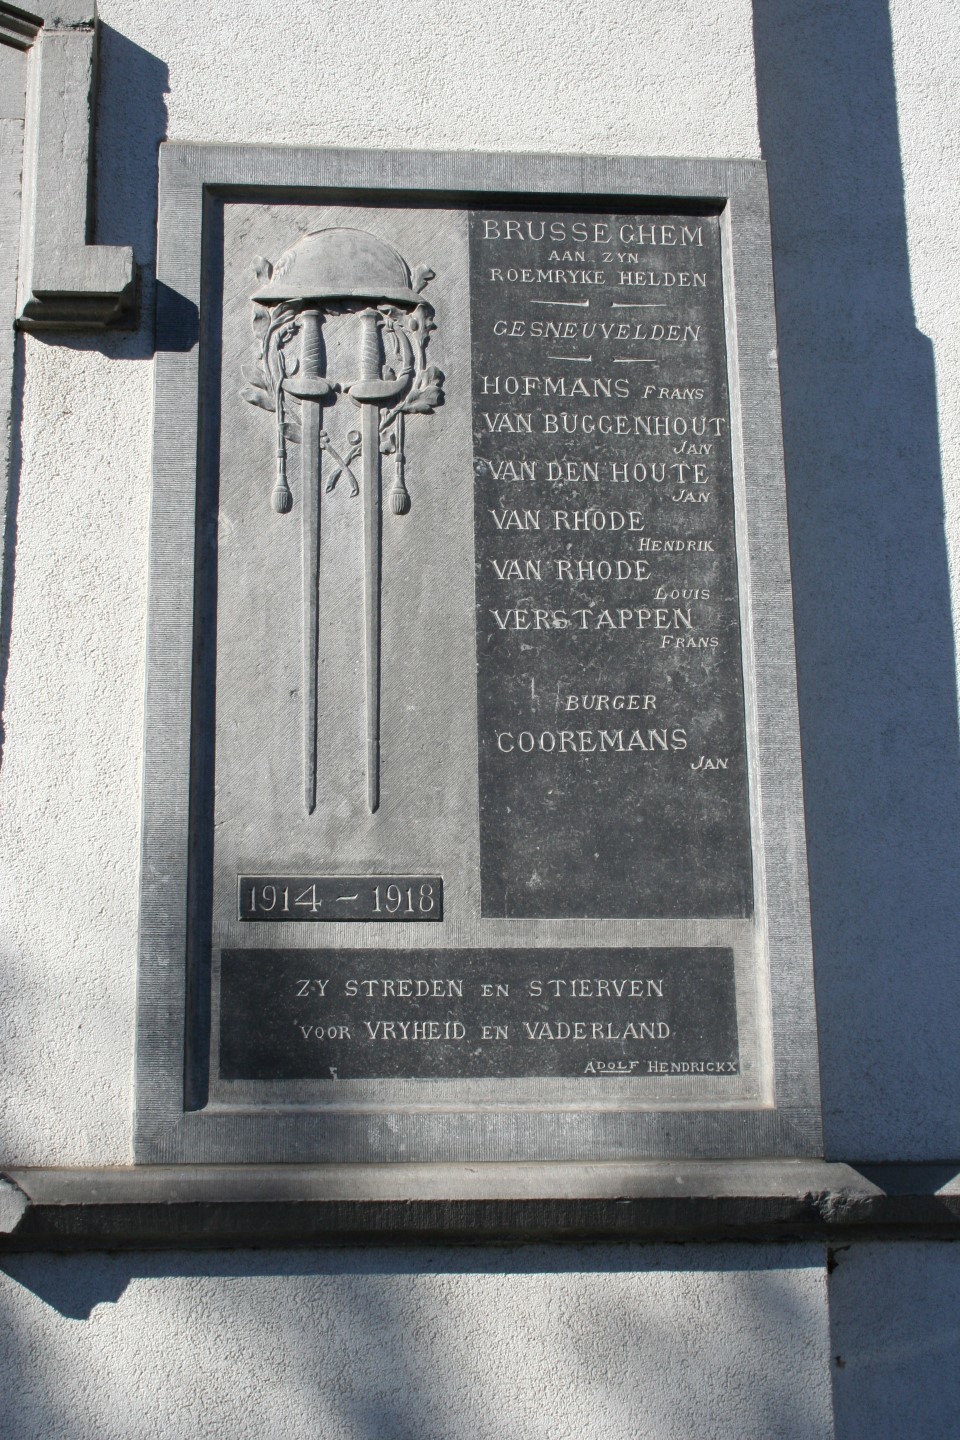 BRUSSEGHEM
AAN ZYN
ROEMRYKE HELDEN
GESNEUVELDEN
HOFMANS FRANS
VAN BUGGENHOUT
JAN
VAN DEN HOUTE
JAN
VAN RHODE
HENDRIK
VAN RHODE
LOUIS
VERSTAPPEN
FRANS
BURGER
COOREMANS
JAN
1914 - 1918
ZY STREDEN EN STIERVEN
VOOR VRYHEID EN VADERLAND
ADOLF HENDRICKX